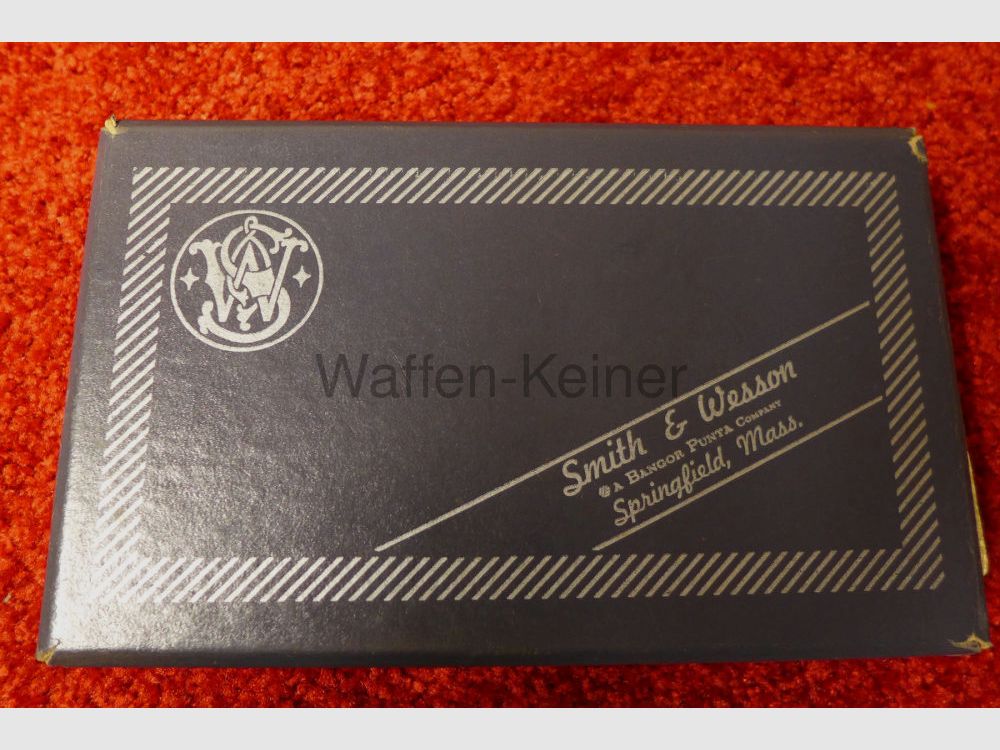 Waffen-Keiner
Smith & Wesson
A BANGOR PUNTA COMPANY
Springfield, Mass.